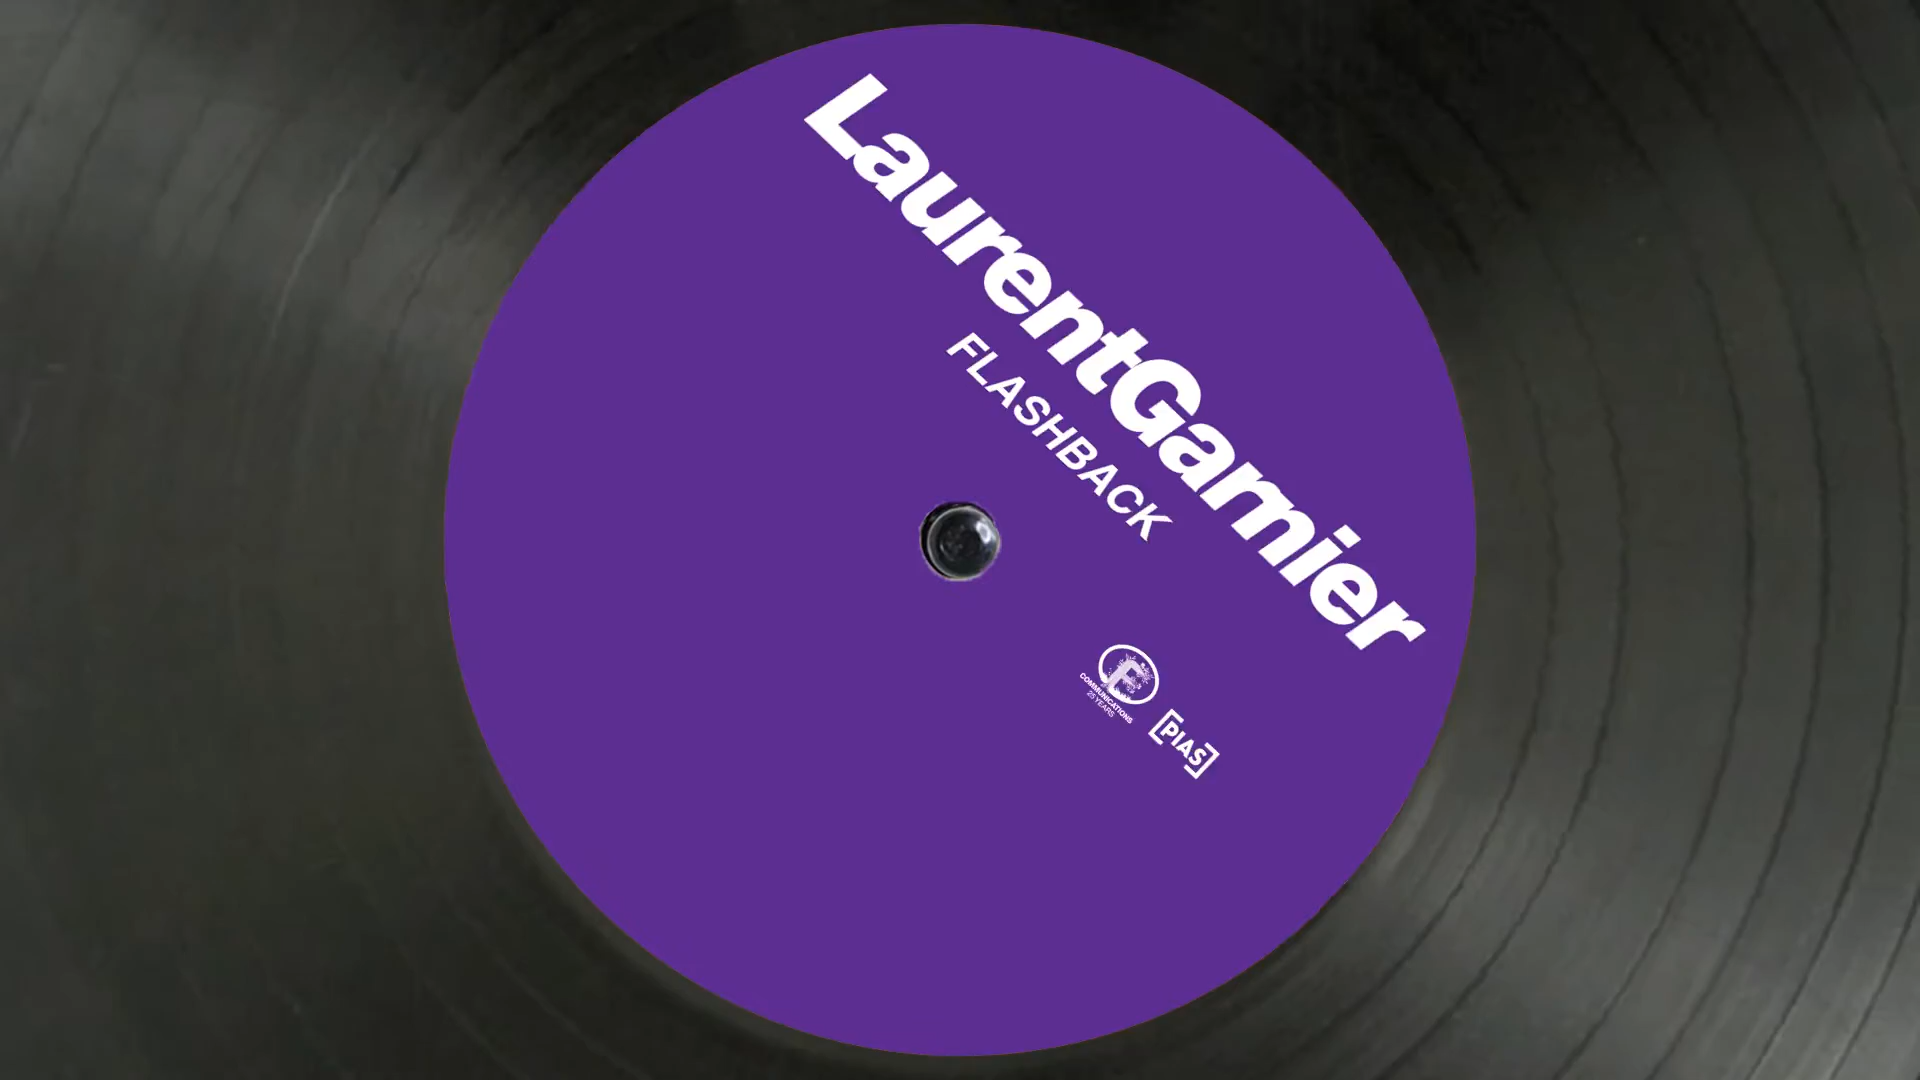 LaurentGarnier
FLASHBACK
F
COMMUNICATIONS
25 YEARS
[PIAS]